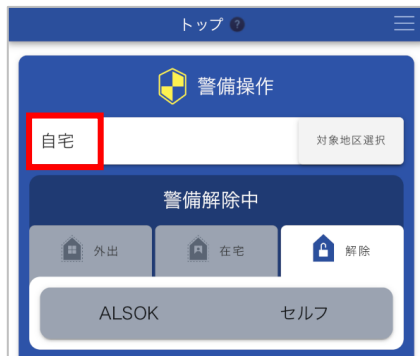 トップ ?
警備操作
自宅
対象地区選択
警備解除中
外出 在宅 解除
ALSOK セルフ